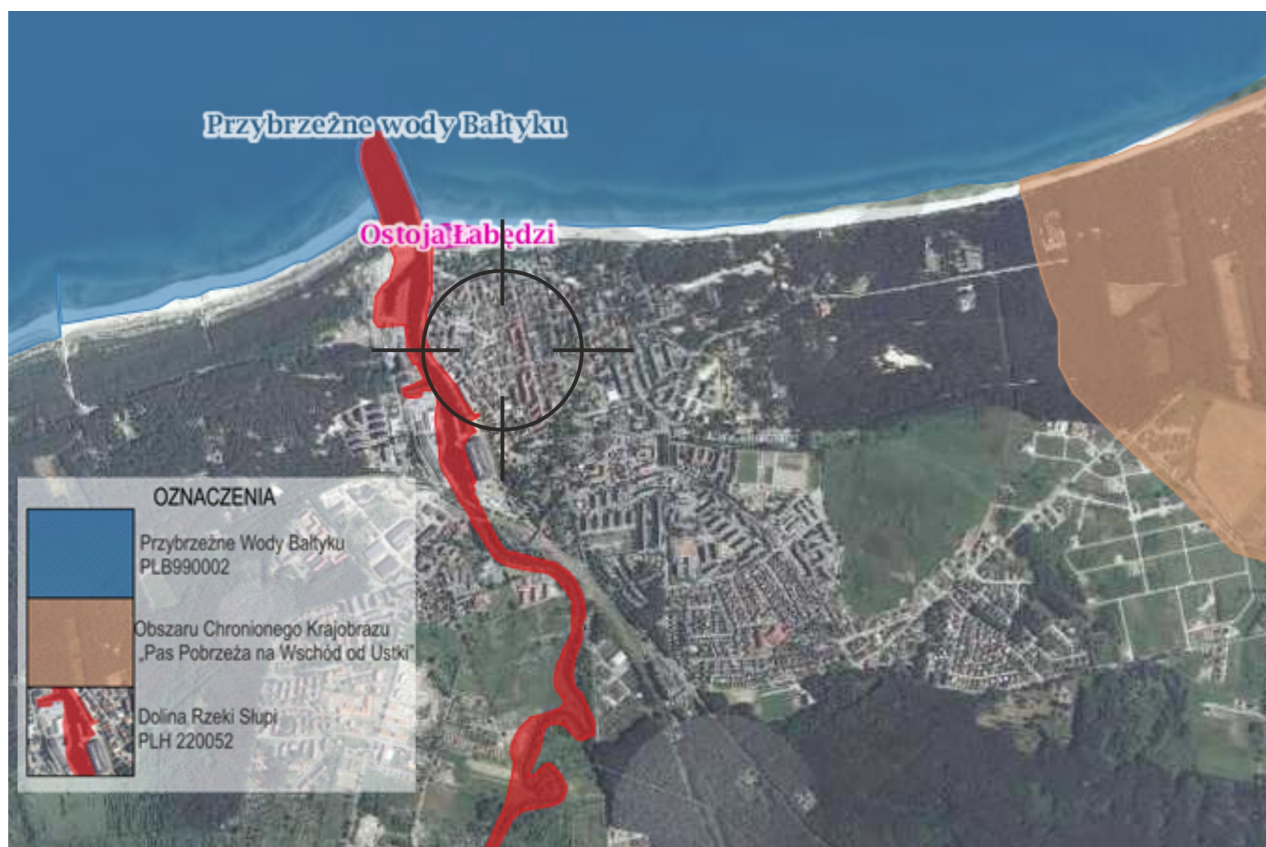 Przybrzeżne wody Bałtyku
Ostoja Łabędzi
OZNACZENIA
Przybrzeżne Wody Bałtyku
PLB990002
Obszaru Chronionego Krajobrazu
„Pas Pobrzeża na Wschód od Ustki"
Dolina Rzeki Słupi
PLH 220052